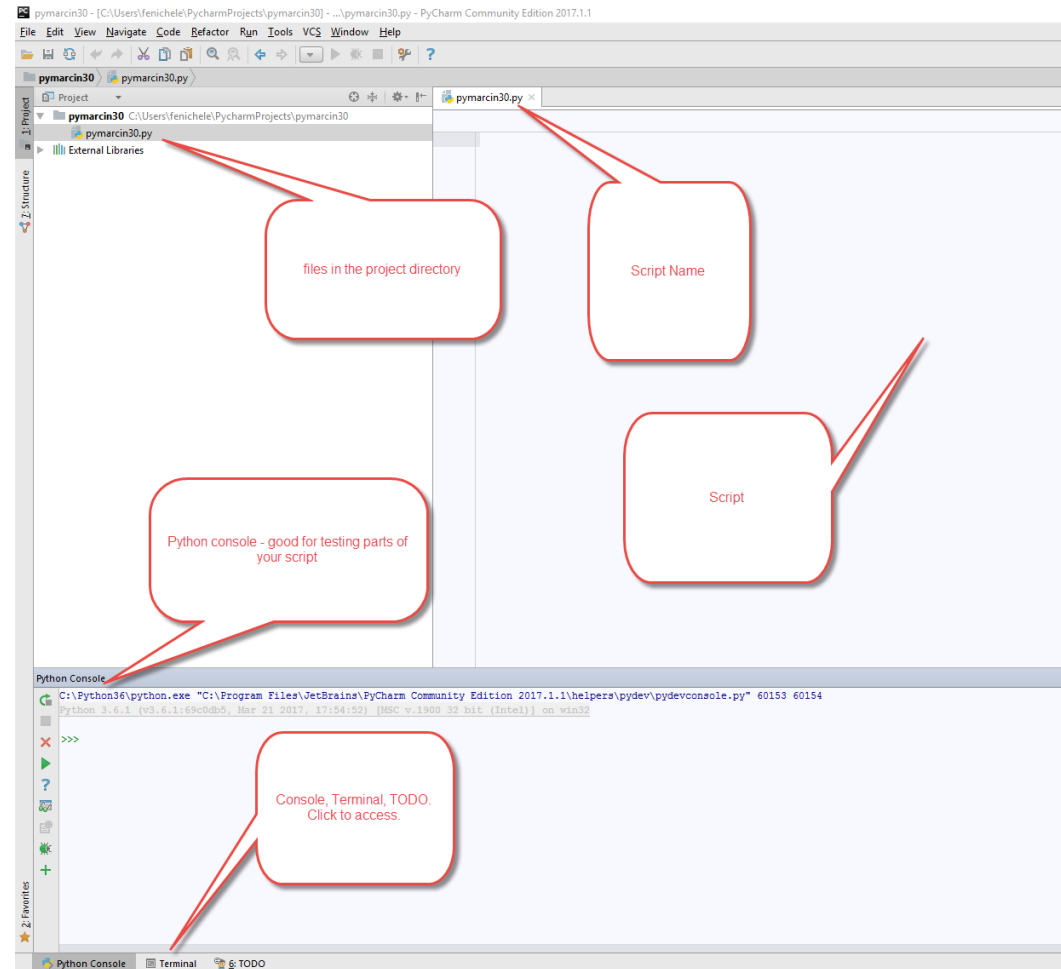 pymarcin30 - [C:\Users\fenichele\PycharmProjects\pymarcin30] - ...\pymarcin30.py - PyCharm Community Edition 2017.1.1
File Edit View Navigate Code Refactor Run Tools VCS Window Help
pymarcin30 pymarcin30.py
1: Project
Project
pymarcin30.py
pymarcin30 C:\Users\fenichele\PycharmProjects\pymarcin30
pymarcin30.py
External Libraries
Z: Structure
files in the project directory
Script Name
Script
Python console - good for testing parts of
your script
Python Console
C:\Python36\python.exe "C:\Program Files\JetBrains\PyCharm Community Edition 2017.1.1\helpers\pydev\pydevconsole.py" 60153 60154
Python 3.6.1 (v3.6.1:69c0db5, Mar 21 2017, 17:54:52) [MSC v.1900 32 bit (Intel)] on win32
>>>
Console, Terminal, TODO.
Click to access.
2: Favorites
Python Console Terminal 6: TODO